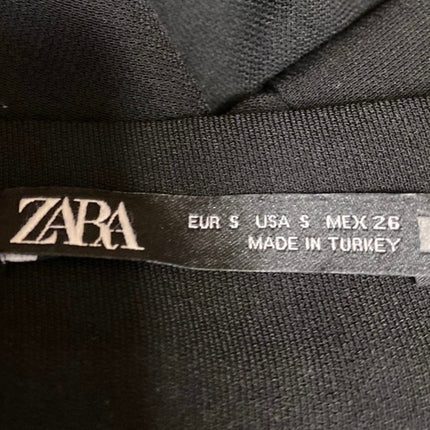 ZARA
EUR S USA S MEX 26
MADE IN TURKEY